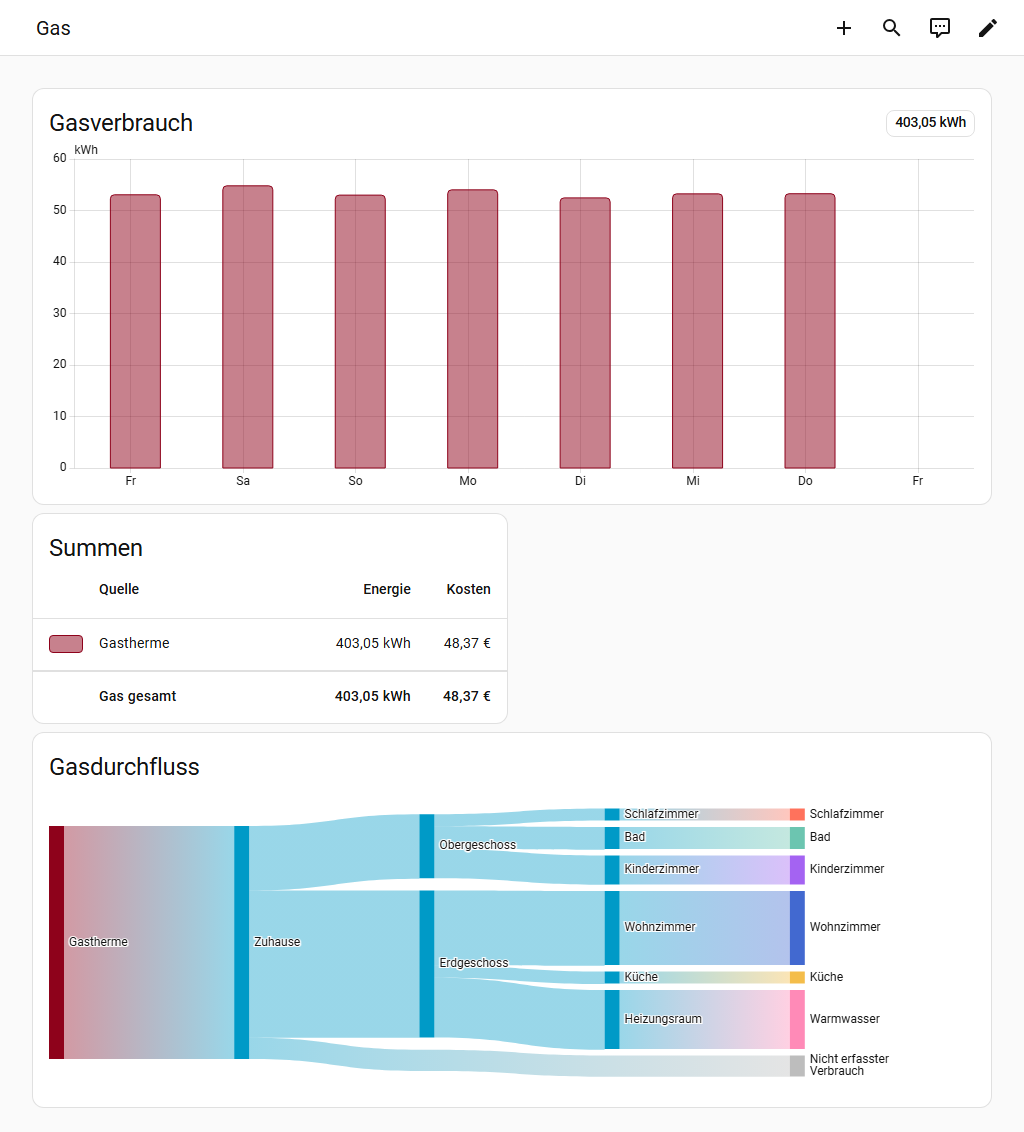 Gas
Gasverbrauch
403,05 kWh
kWh
60
50
40
30
20
10
0
Fr
Sa
So
Mo
Di
Mi
Do
Fr
Summen
Quelle Energie Kosten
Gastherme 403,05 kWh 48,37 €
Gas gesamt 403,05 kWh 48,37 €
Gasdurchfluss
Gastherme
Zuhause
Obergeschoss
Erdgeschoss
Schlafzimmer
Bad
Kinderzimmer
Wohnzimmer
Küche
Heizungsraum
Schlafzimmer
Bad
Kinderzimmer
Wohnzimmer
Küche
Warmwasser
Nicht erfasster
Verbrauch